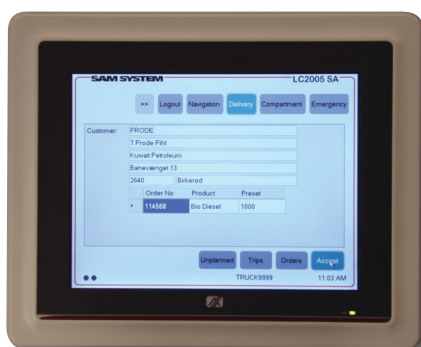 SAM SYSTEM LC2005 SA
>> Logout Navigation Delivery Compartment Emergency
Customer: FRODE
7 Frode Fihl
Kuwait Petroleum
Banevænget 13
2640 Birkerød
Order No Product Preset
114568 Bio Diesel 1000
Unplanned Trips Orders Accept
TRUCK9999 11:03 AM